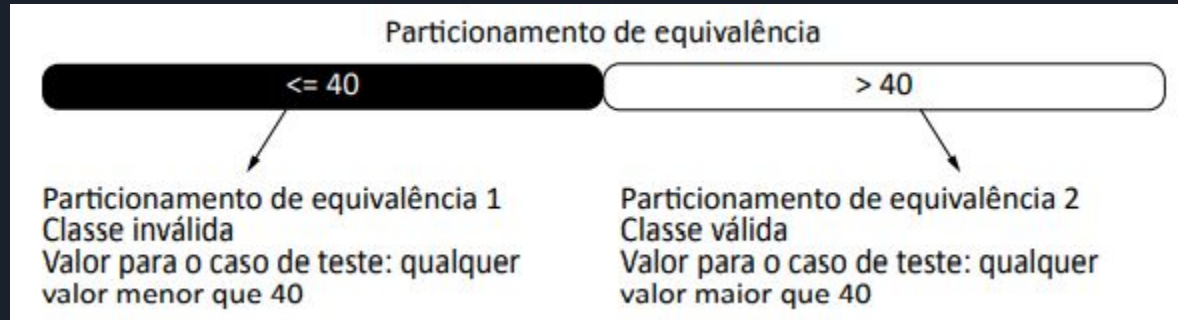 Particionamento de equivalência
<= 40
> 40
Particionamento de equivalência 1
Classe inválida
Valor para o caso de teste: qualquer
valor menor que 40
Particionamento de equivalência 2
Classe válida
Valor para o caso de teste: qualquer
valor maior que 40